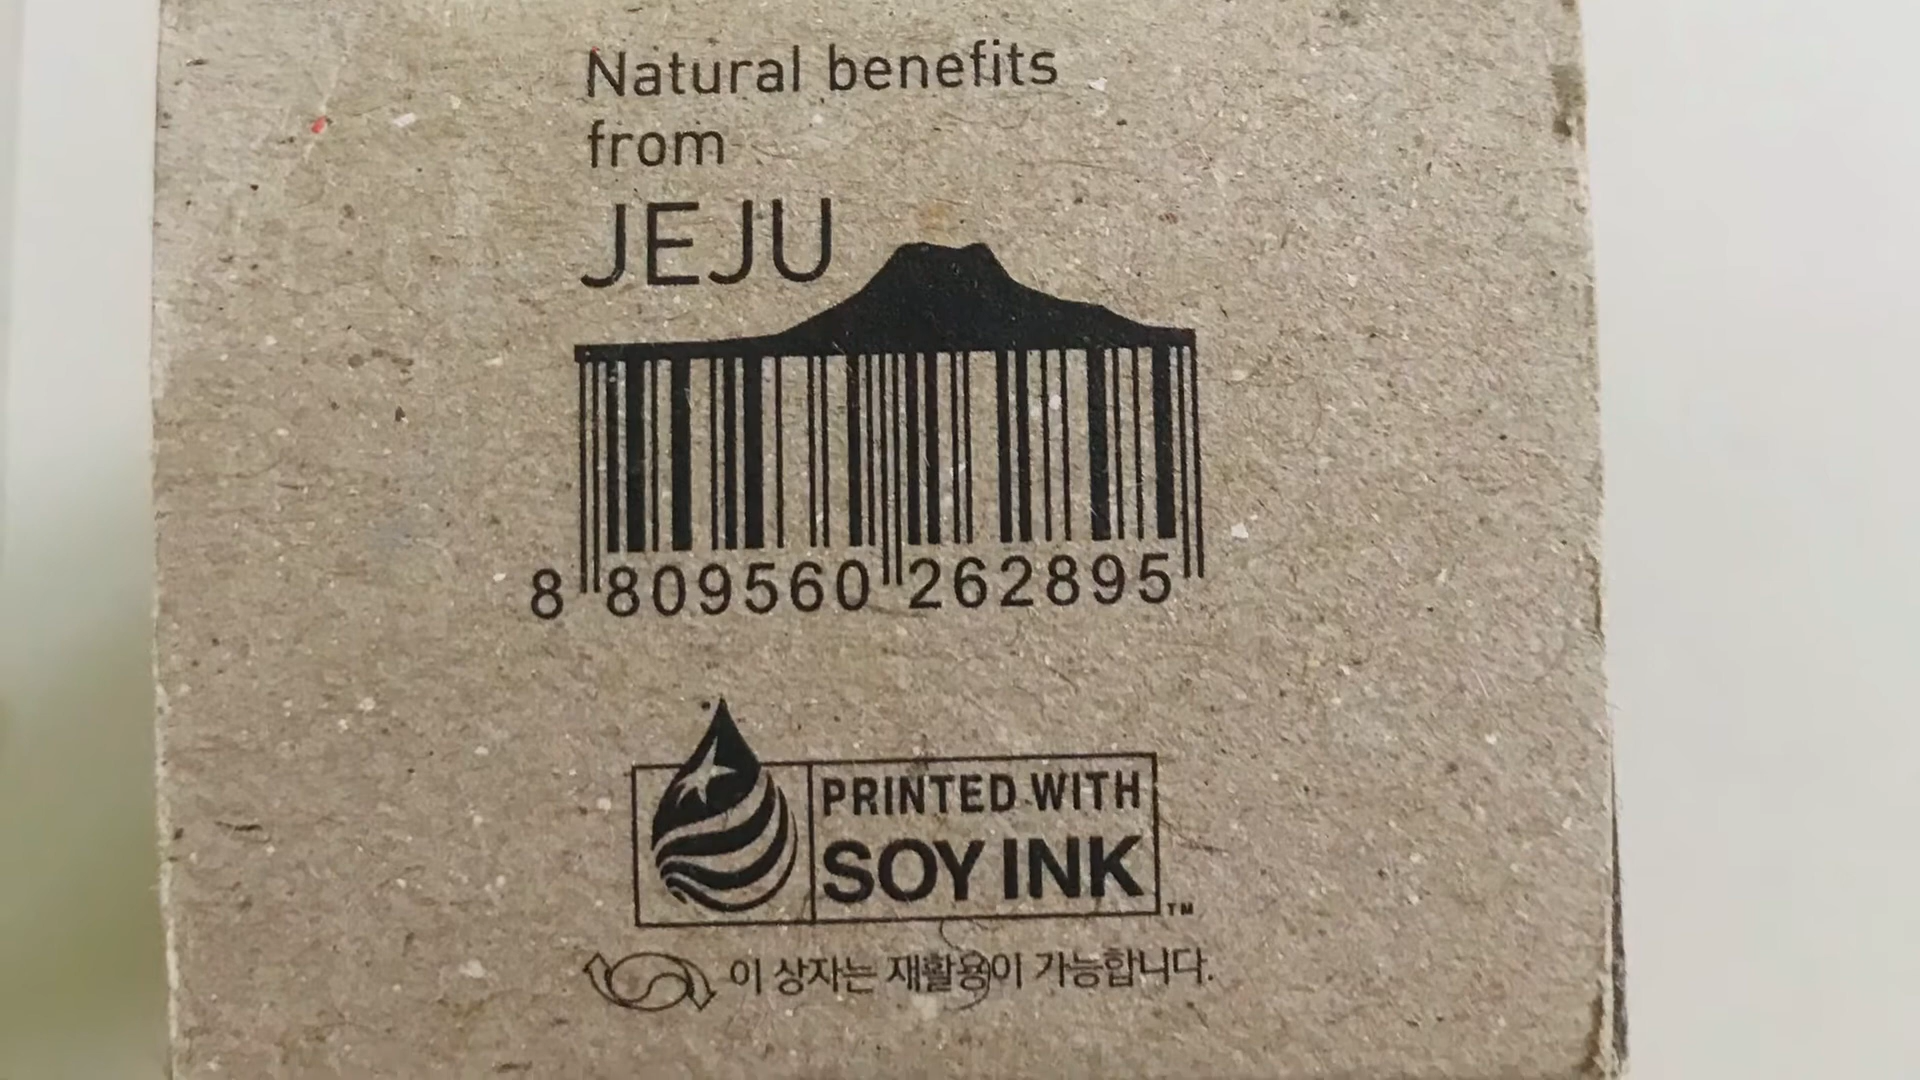 Natural benefits
from
JEJU
8 809560 262895
PRINTED WITH
SOY INK
TM
이 상자는 재활용이 가능합니다.